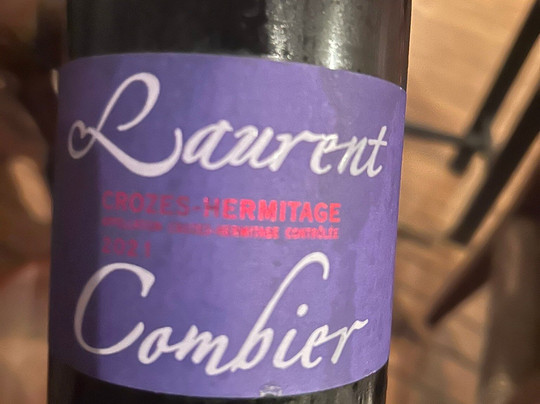 Laurent
CROZES-HERMITAGE
APPELLATION CROZES-HERMITAGE CONTRÔLÉE
2021
Combier